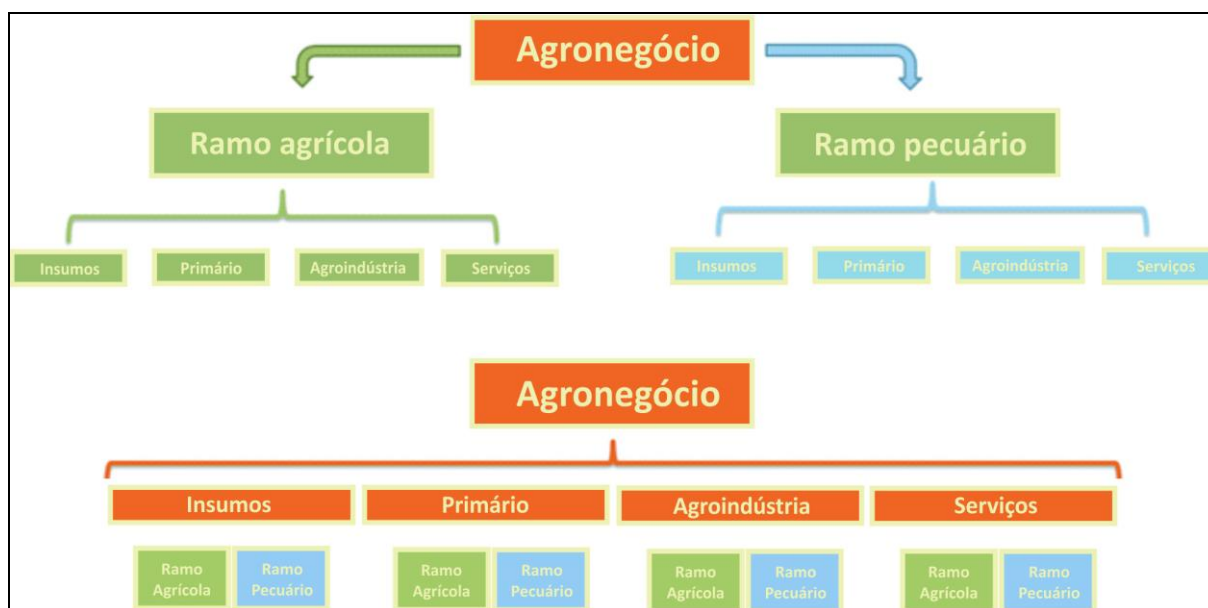 Agronegócio
Ramo agrícola
Ramo pecuário
Insumos
Primário
Agroindústria
Serviços
Insumos
Primário
Agroindústria
Serviços
Agronegócio
Insumos
Primário
Agroindústria
Serviços
Ramo
Agrícola
Ramo
Pecuário
Ramo
Agrícola
Ramo
Pecuário
Ramo
Agrícola
Ramo
Pecuário
Ramo
Agrícola
Ramo
Pecuário